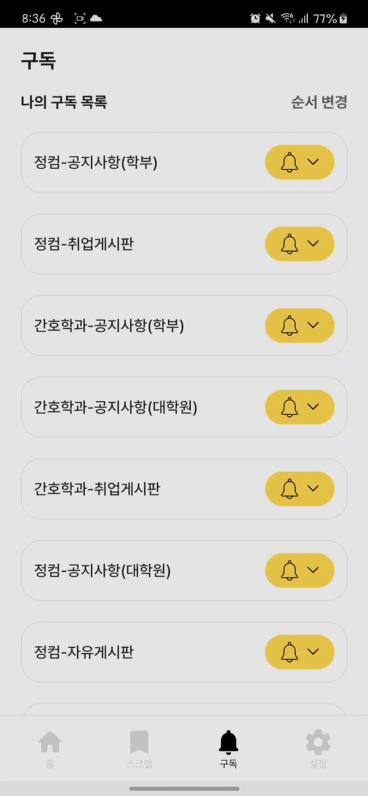 8:36 77%
구독
나의 구독 목록 순서 변경
정컴-공지사항(학부)
정컴-취업게시판
간호학과-공지사항(학부)
간호학과-공지사항(대학원)
간호학과-취업게시판
정컴-공지사항(대학원)
정컴-자유게시판
홈 스크랩 구독 설정